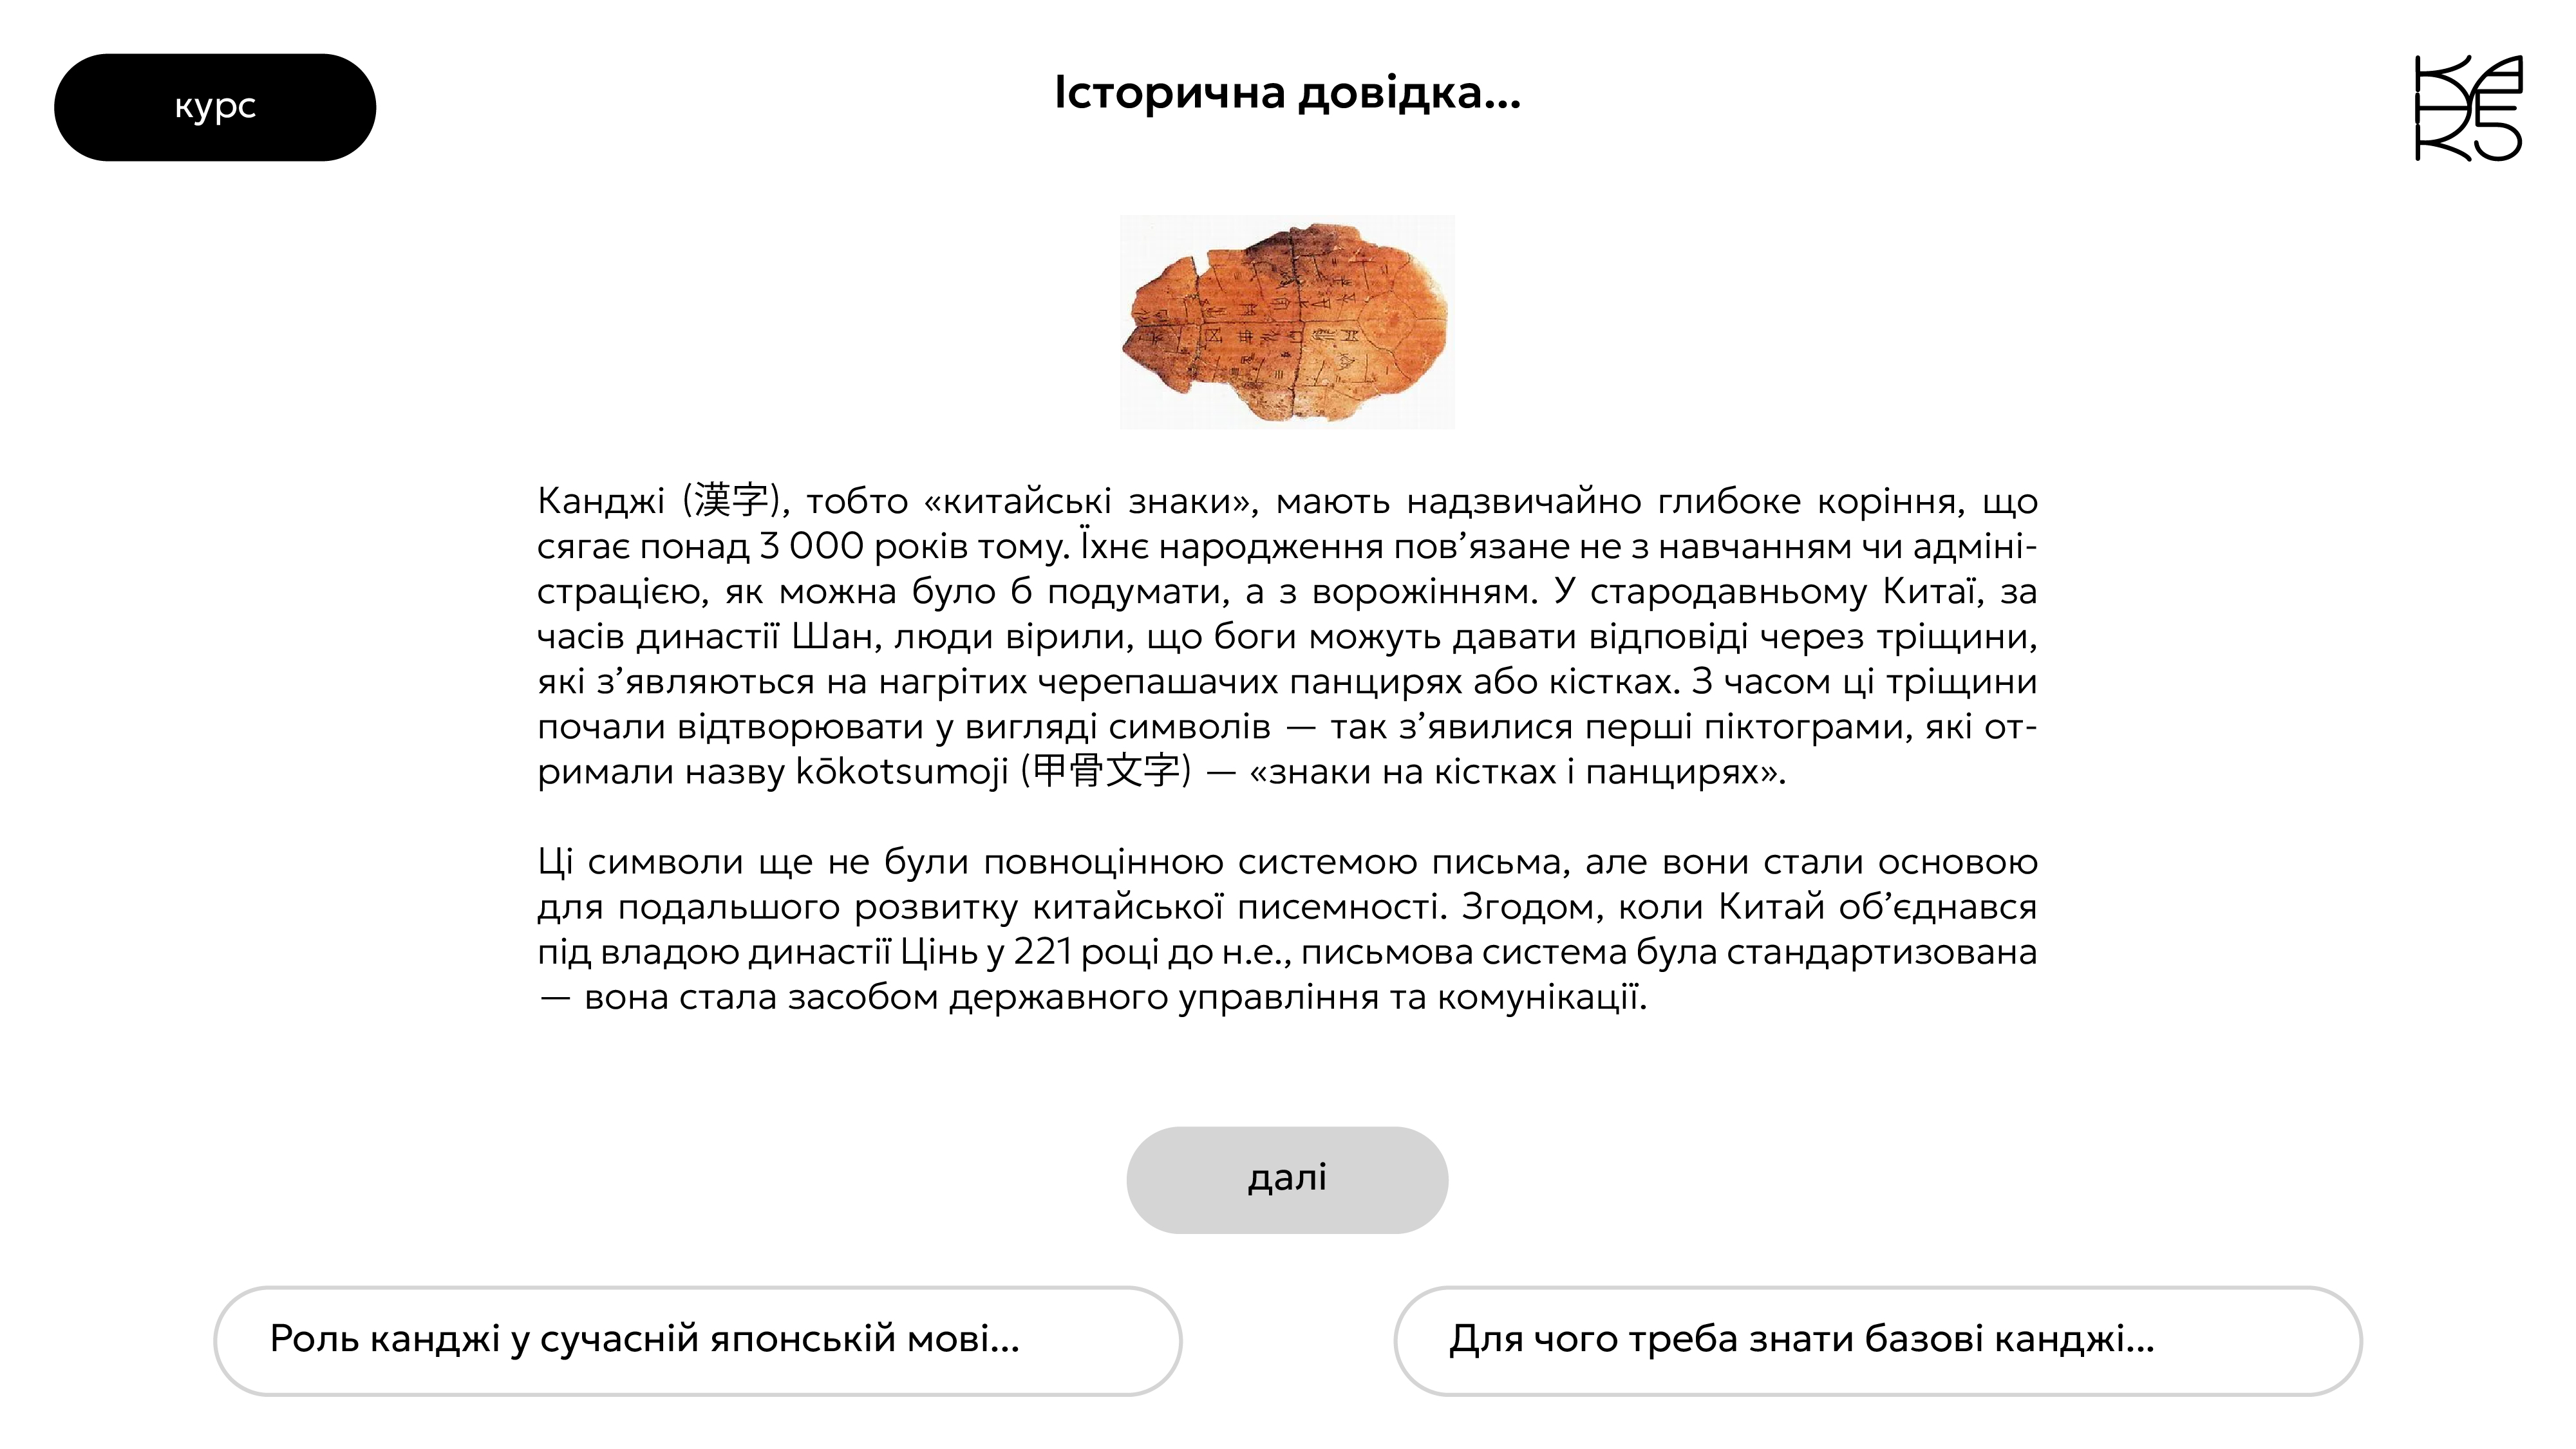 курс
Історична довідка...
Канджі (漢字), тобто «китайські знаки», мають надзвичайно глибоке коріння, що
сягає понад 3 000 років тому. Їхнє народження пов’язане не з навчанням чи адміні-
страцією, як можна було б подумати, а з ворожінням. У стародавньому Китаї, за
часів династії Шан, люди вірили, що боги можуть давати відповіді через тріщини,
які з’являються на нагрітих черепашачих панцирях або кістках. З часом ці тріщини
почали відтворювати у вигляді символів — так з’явилися перші піктограми, які от-
римали назву kōkotsumoji (甲骨文字) — «знаки на кістках і панцирях».
Ці символи ще не були повноцінною системою письма, але вони стали основою
для подальшого розвитку китайської писемності. Згодом, коли Китай об’єднався
під владою династії Цінь у 221 році до н.е., письмова система була стандартизована
— вона стала засобом державного управління та комунікації.
далі
Роль канджі у сучасній японській мові...
Для чого треба знати базові канджі...